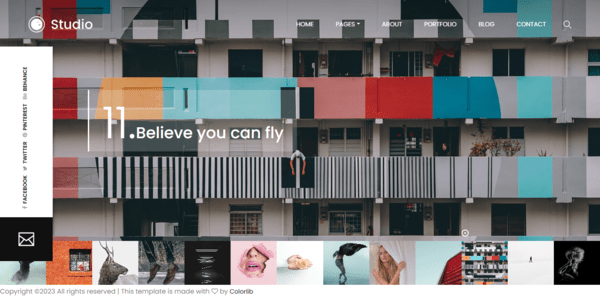 Studio
HOME PAGES ABOUT PORTFOLIO BLOG CONTACT
FACEBOOK TWITTER PINTEREST BEHANCE
11.Believe you can fly
Copyright ©2023 All rights reserved | This template is made with ♡ by Colorlib